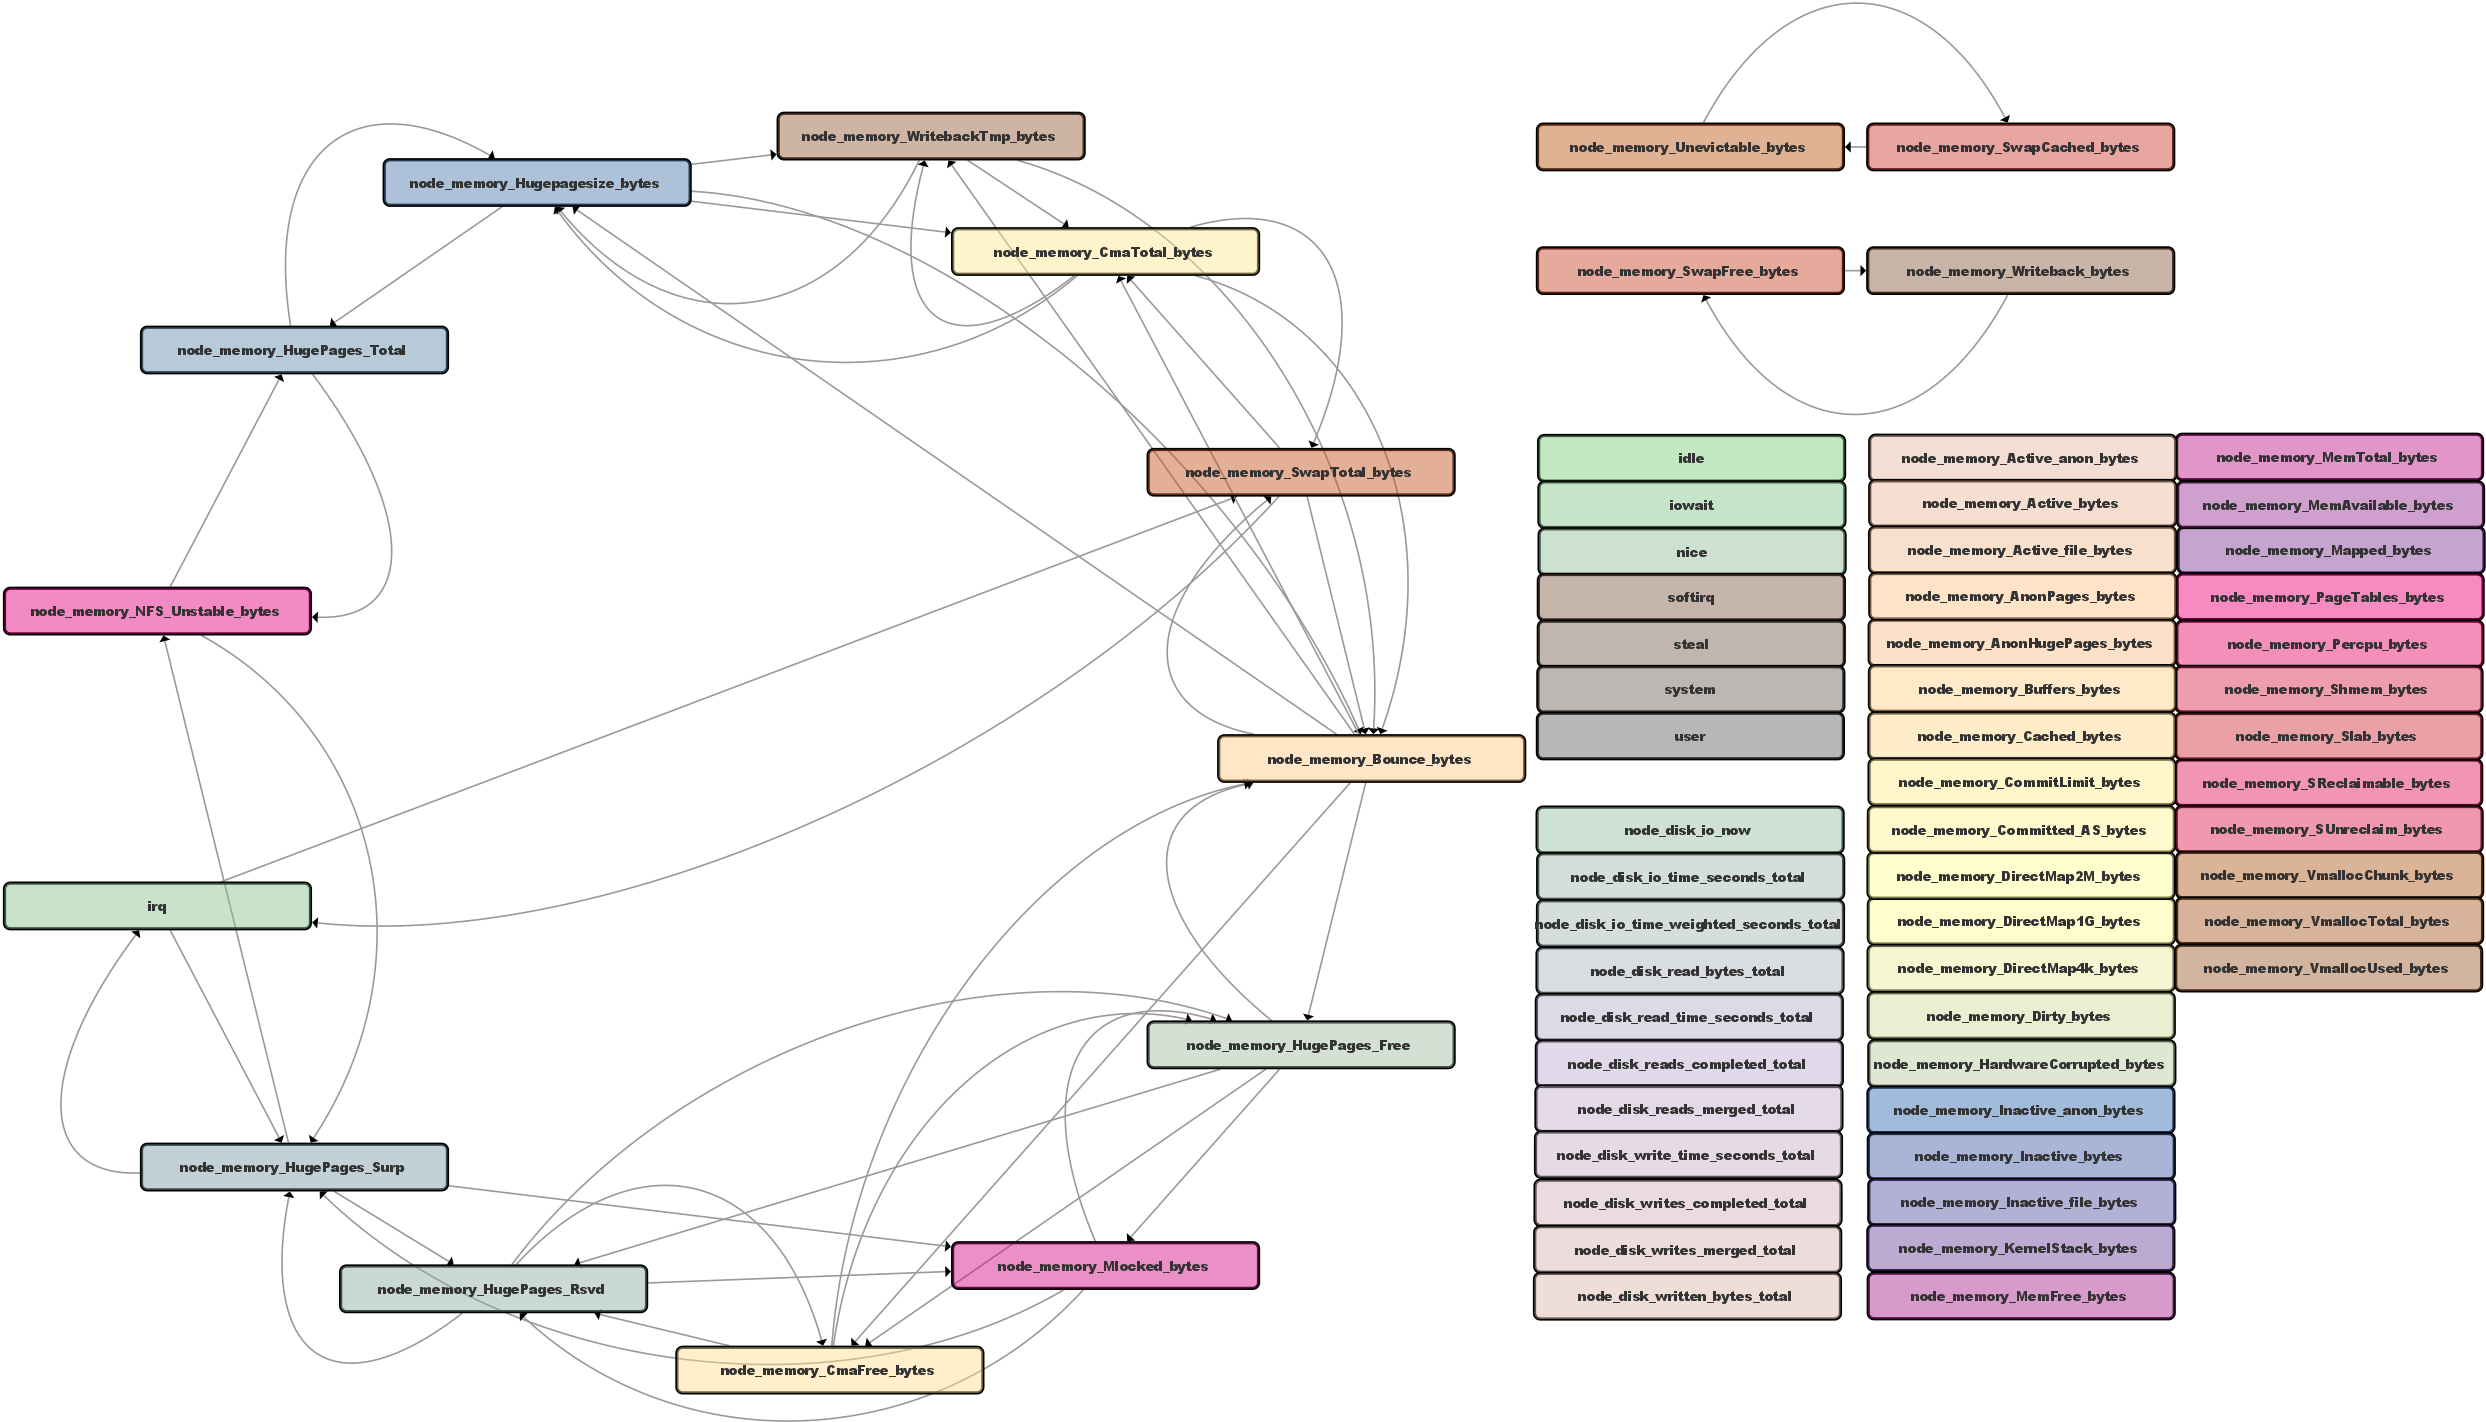 node_memory_WritebackTmp_bytes
node_memory_Hugepagesize_bytes
node_memory_CmaTotal_bytes
node_memory_HugePages_Total
node_memory_SwapTotal_bytes
node_memory_NFS_Unstable_bytes
node_memory_Bounce_bytes
irq
node_memory_HugePages_Free
node_memory_HugePages_Surp
node_memory_Mlocked_bytes
node_memory_HugePages_Rsvd
node_memory_CmaFree_bytes
node_memory_Unevictable_bytes
node_memory_SwapCached_bytes
node_memory_SwapFree_bytes
node_memory_Writeback_bytes
idle
iowait
nice
softirq
steal
system
user
node_disk_io_now
node_disk_io_time_seconds_total
node_disk_io_time_weighted_seconds_total
node_disk_read_bytes_total
node_disk_read_time_seconds_total
node_disk_reads_completed_total
node_disk_reads_merged_total
node_disk_write_time_seconds_total
node_disk_writes_completed_total
node_disk_writes_merged_total
node_disk_written_bytes_total
node_memory_Active_anon_bytes
node_memory_Active_bytes
node_memory_Active_file_bytes
node_memory_AnonPages_bytes
node_memory_AnonHugePages_bytes
node_memory_Buffers_bytes
node_memory_Cached_bytes
node_memory_CommitLimit_bytes
node_memory_Committed_AS_bytes
node_memory_DirectMap2M_bytes
node_memory_DirectMap1G_bytes
node_memory_DirectMap4k_bytes
node_memory_Dirty_bytes
node_memory_HardwareCorrupted_bytes
node_memory_Inactive_anon_bytes
node_memory_Inactive_bytes
node_memory_Inactive_file_bytes
node_memory_KernelStack_bytes
node_memory_MemFree_bytes
node_memory_MemTotal_bytes
node_memory_MemAvailable_bytes
node_memory_Mapped_bytes
node_memory_PageTables_bytes
node_memory_Percpu_bytes
node_memory_Shmem_bytes
node_memory_Slab_bytes
node_memory_SReclaimable_bytes
node_memory_SUnreclaim_bytes
node_memory_VmallocChunk_bytes
node_memory_VmallocTotal_bytes
node_memory_VmallocUsed_bytes